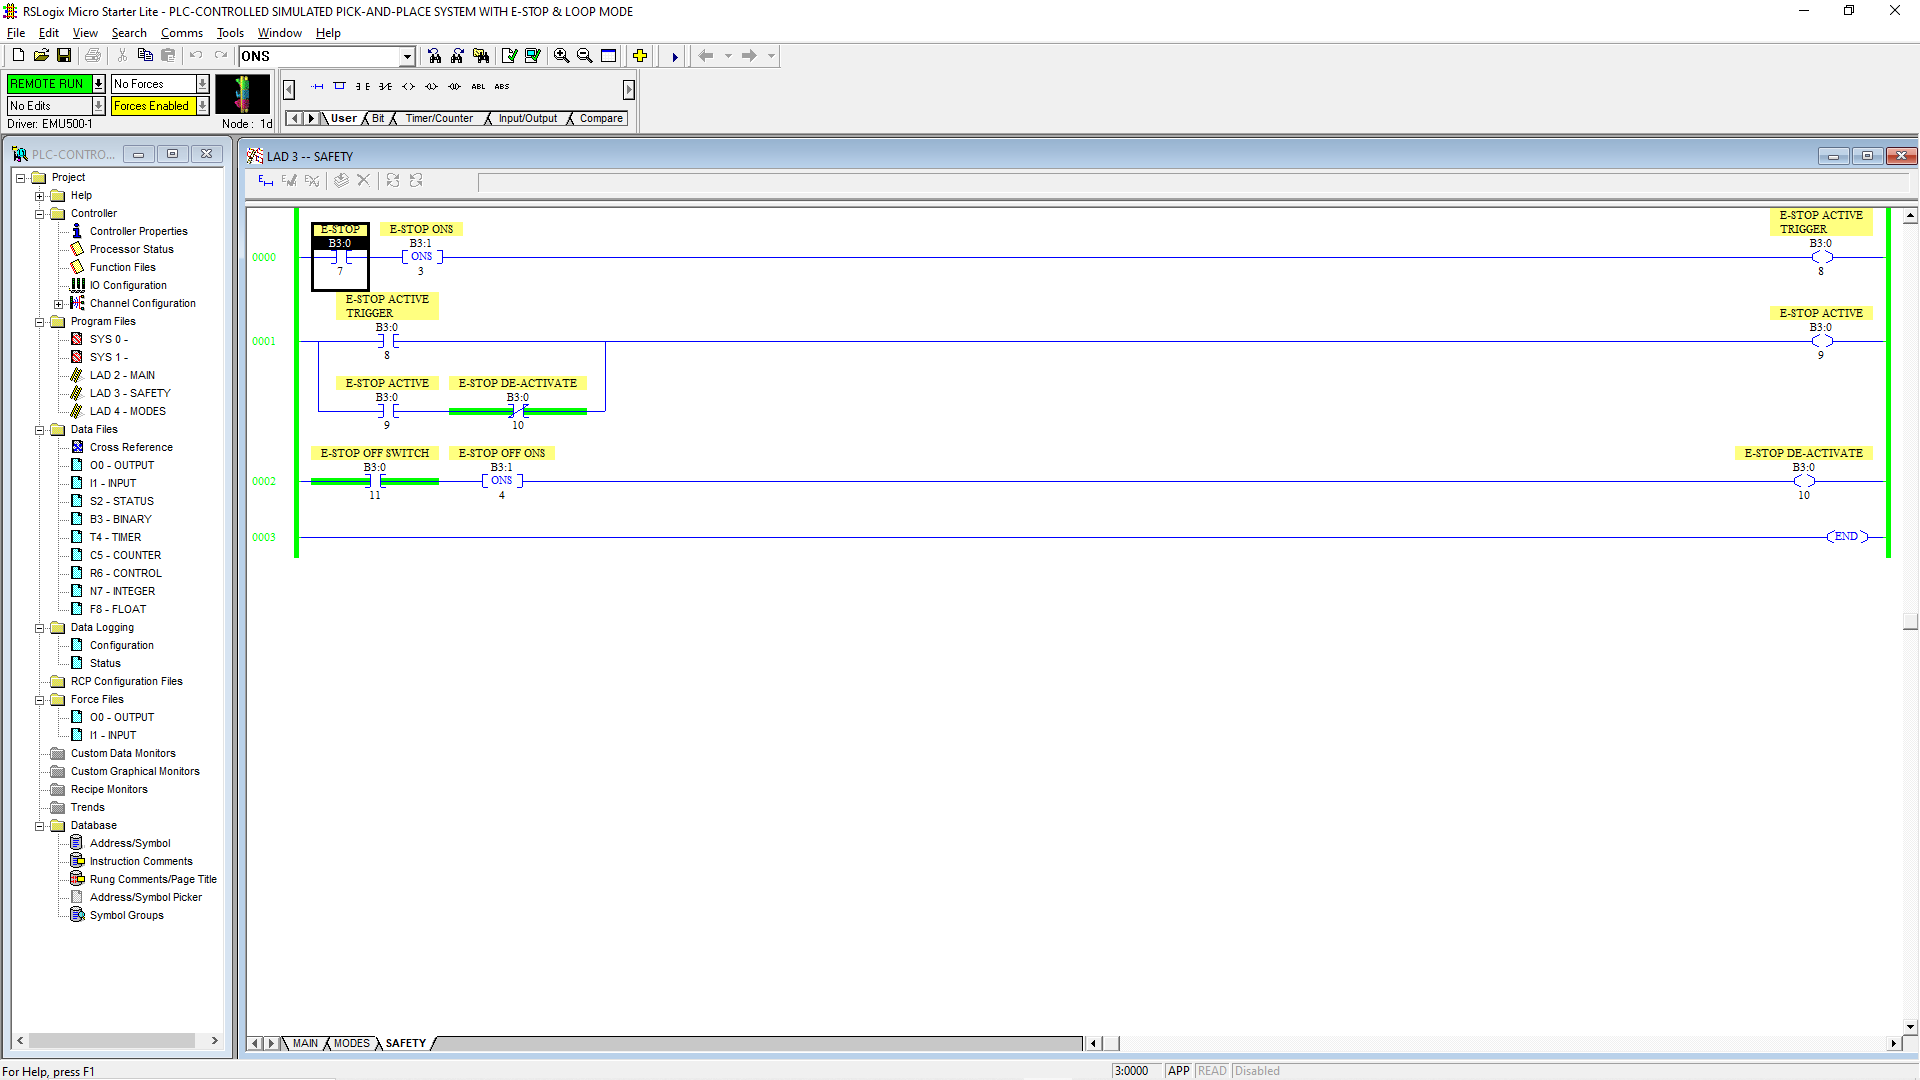 RSLogix Micro Starter Lite - PLC-CONTROLLED SIMULATED PICK-AND-PLACE SYSTEM WITH E-STOP & LOOP MODE
File Edit View Search Comms Tools Window Help
ONS
REMOTE RUN No Forces
No Edits Forces Enabled
Driver: EMU500-1 Node : 1d
ABL ABS
User Bit Timer/Counter Input/Output Compare
PLC-CONTRO...
Project
Help
Controller
Controller Properties
Processor Status
Function Files
IO Configuration
Channel Configuration
Program Files
SYS 0 -
SYS 1 -
LAD 2 - MAIN
LAD 3 - SAFETY
LAD 4 - MODES
Data Files
Cross Reference
O0 - OUTPUT
I1 - INPUT
S2 - STATUS
B3 - BINARY
T4 - TIMER
C5 - COUNTER
R6 - CONTROL
N7 - INTEGER
F8 - FLOAT
Data Logging
Configuration
Status
RCP Configuration Files
Force Files
O0 - OUTPUT
I1 - INPUT
Custom Data Monitors
Custom Graphical Monitors
Recipe Monitors
Trends
Database
Address/Symbol
Instruction Comments
Rung Comments/Page Title
Address/Symbol Picker
Symbol Groups
LAD 3 -- SAFETY
E-STOP ACTIVE
TRIGGER
E-STOP E-STOP ONS
B3:0 B3:1 B3:0
0000 ONS
7 3 8
E-STOP ACTIVE
TRIGGER E-STOP ACTIVE
B3:0 B3:0
0001
8 9
E-STOP ACTIVE E-STOP DE-ACTIVATE
B3:0 B3:0
9 10
E-STOP OFF SWITCH E-STOP OFF ONS E-STOP DE-ACTIVATE
B3:0 B3:1 B3:0
0002 ONS
11 4 10
0003 END
MAIN MODES SAFETY
For Help, press F1 3:0000 APP READ Disabled